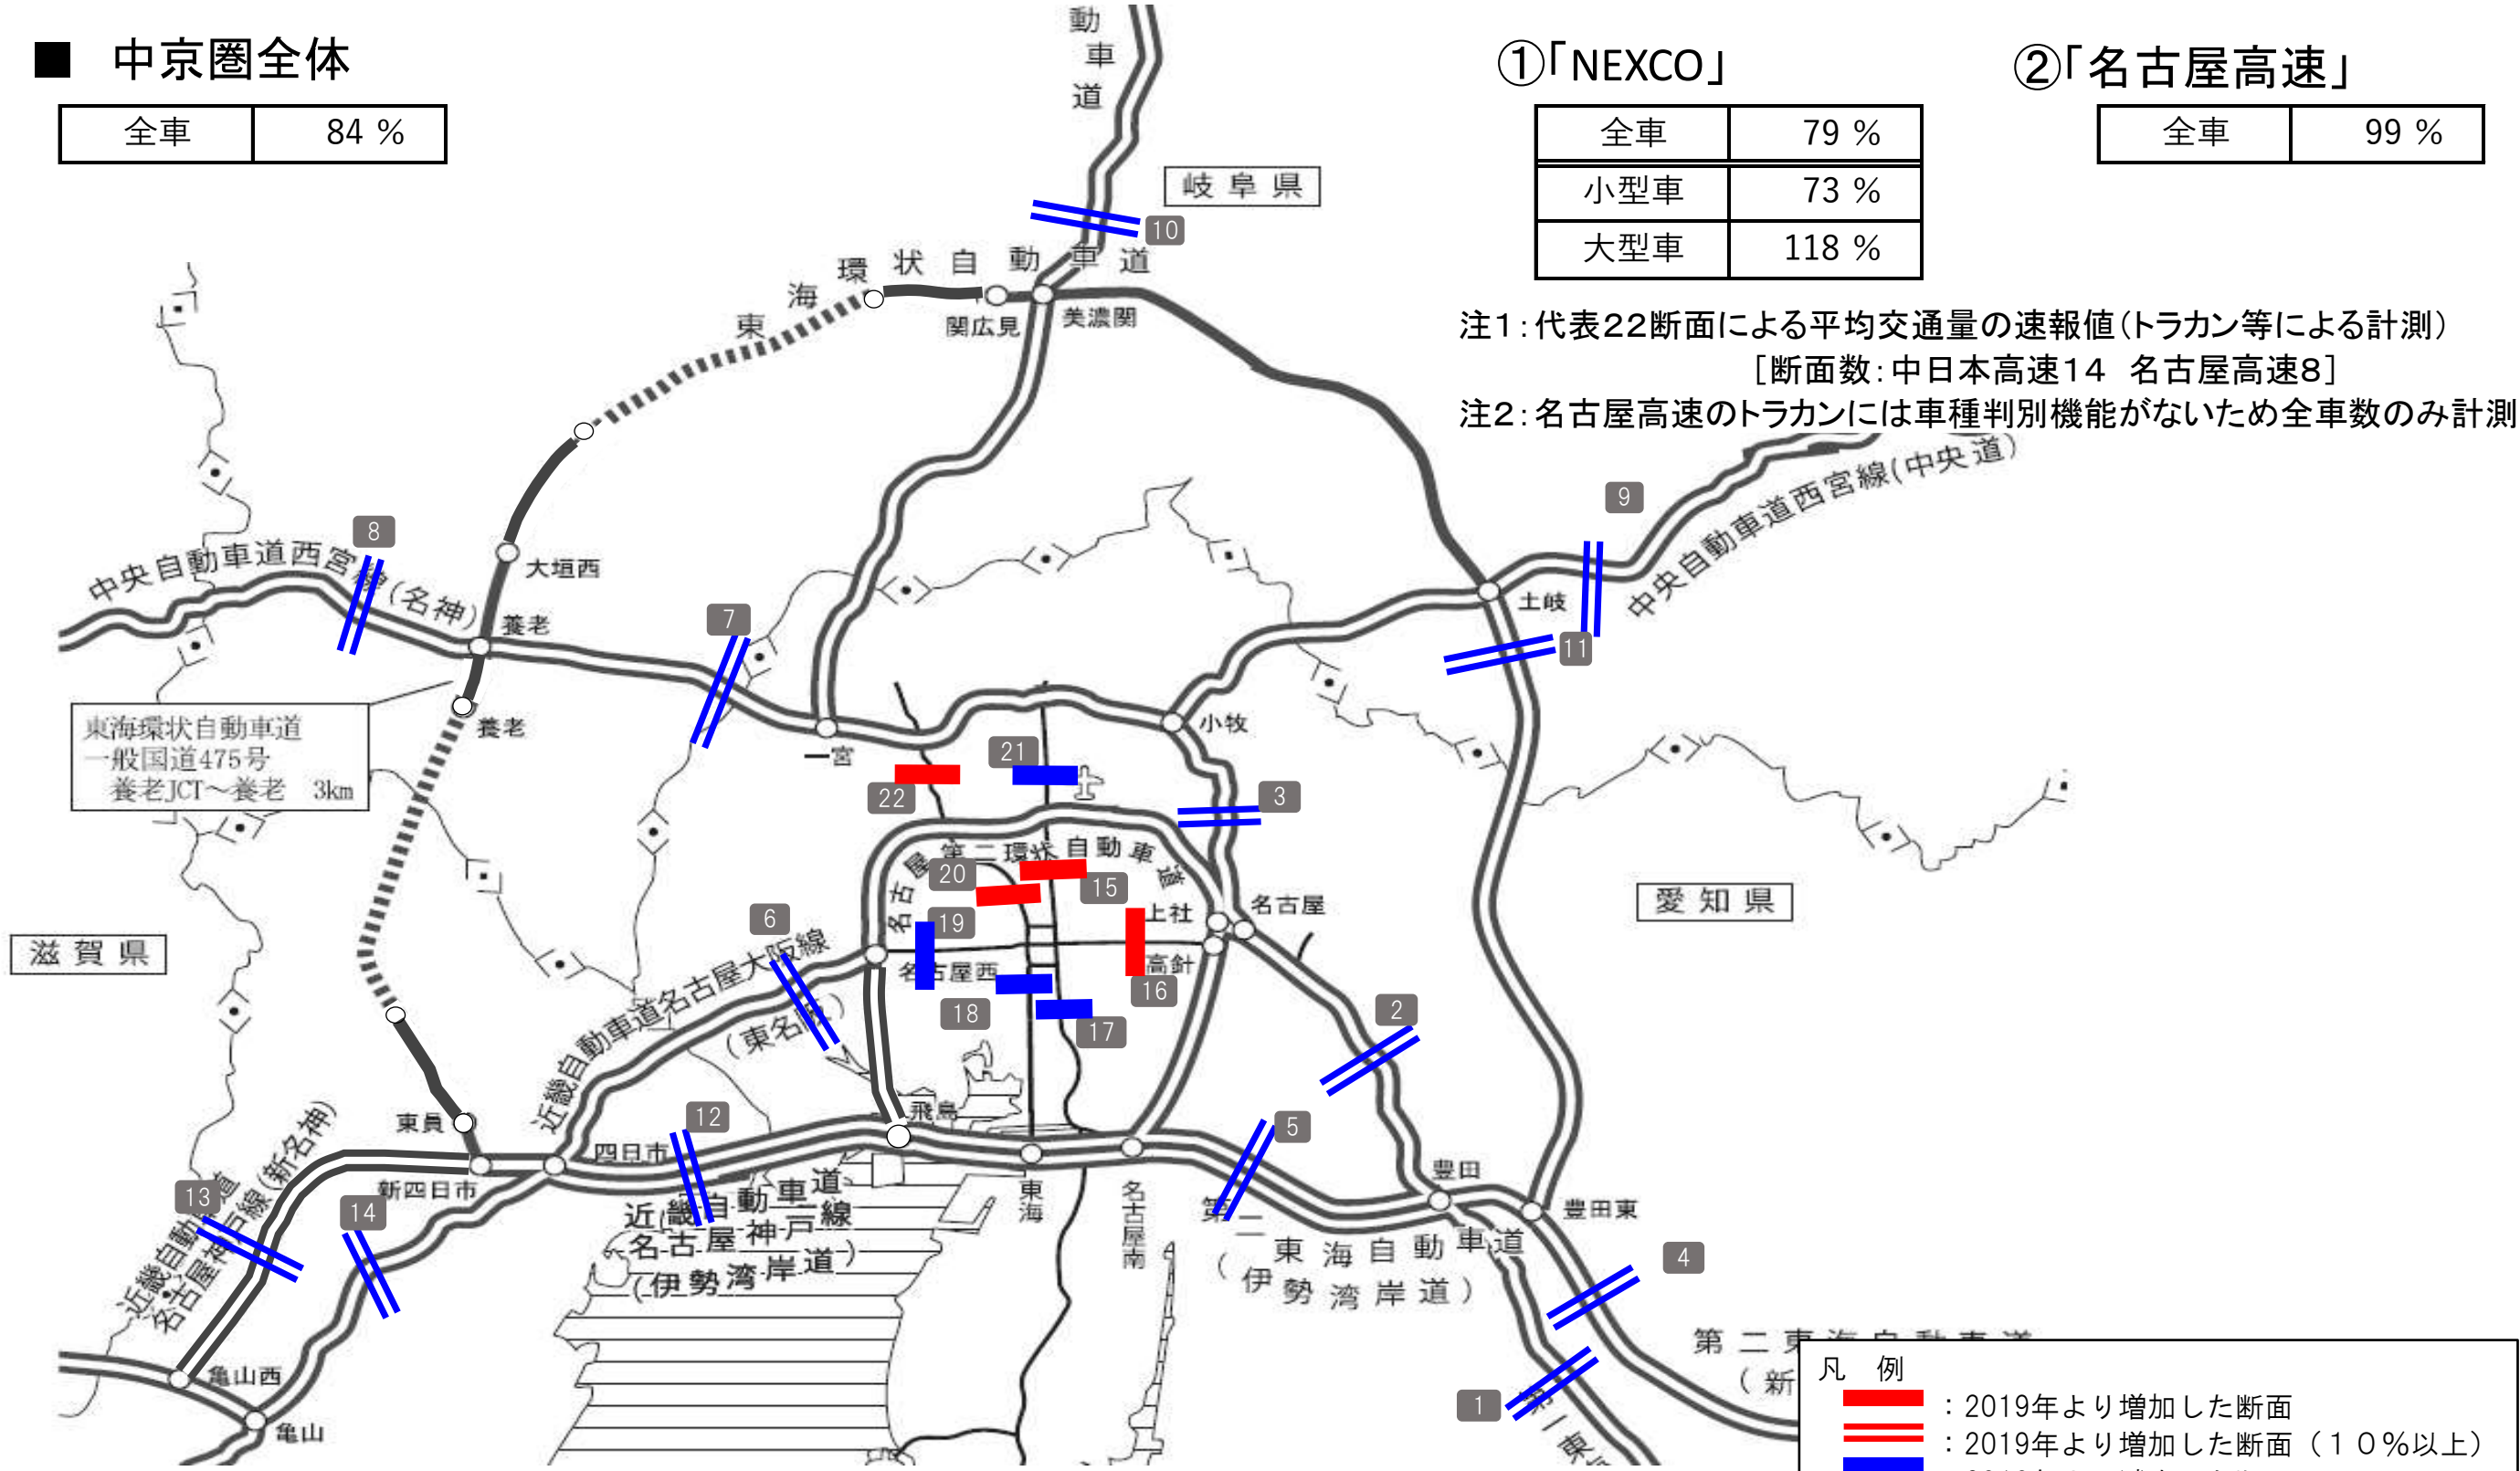 ■ 中京圏全体
全車 84 %
①「NEXCO」
全車 79 %
小型車 73 %
大型車 118 %
②「名古屋高速」
全車 99 %
注1：代表22断面による平均交通量の速報値（トラカン等による計測）
［断面数：中日本高速14 名古屋高速8］
注2：名古屋高速のトラカンには車種判別機能がないため全車数のみ計測
動車道
岐阜県
10
東海環状自動車道
関広見
美濃関
9
中央自動車道西宮線(中央道)
8
中央自動車道西宮線(名神)
大垣西
養老
7
土岐
11
養老
東海環状自動車道
一般国道475号
養老JCT～養老 3km
一宮
小牧
21
22
3
名古屋第二環状自動車道
20
15
上社
名古屋
愛知県
滋賀県
6
19
名古屋西
高針
16
18
17
2
近畿自動車道名古屋大阪線
(東名阪)
東員
12
飛島
5
四日市
新四日市
13
14
近畿自動車道
名古屋神戸線(新名神)
近畿自動車道
名古屋神戸線
(伊勢湾岸道)
東海
名古屋南
豊田
豊田東
第二東海自動車道
(伊勢湾岸道)
4
亀山西
亀山
1
第一東
第二東海自動車道
(新
凡 例
：2019年より増加した断面
：2019年より増加した断面（１０%以上）